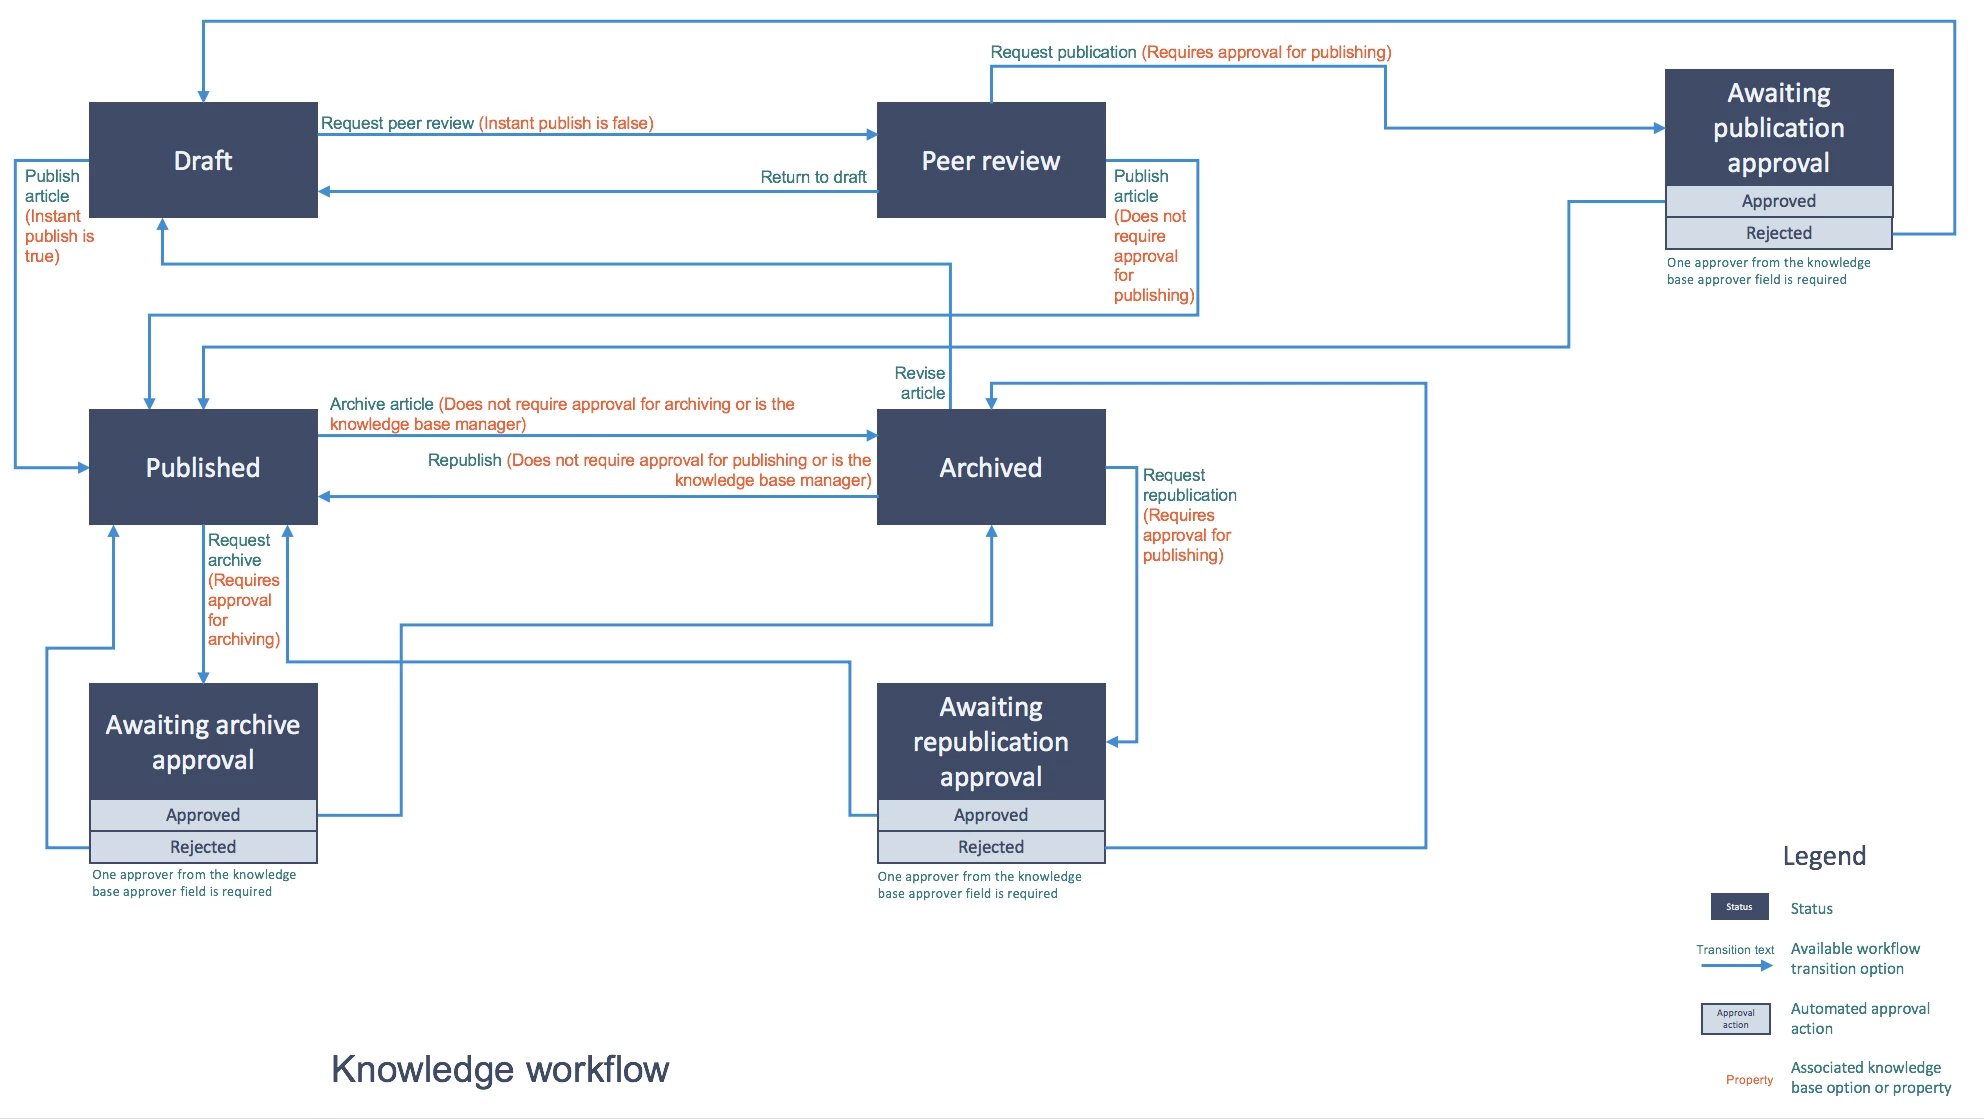 Request publication (Requires approval for publishing)
Awaiting
publication
approval
Approved
Rejected
One approver from the knowledge
base approver field is required
Draft
Request peer review (Instant publish is false)
Return to draft
Peer review
Publish
article
(Instant
publish is
true)
Publish
article
(Does not
require
approval
for
publishing)
Revise
article
Published
Archive article (Does not require approval for archiving or is the
knowledge base manager)
Republish (Does not require approval for publishing or is the
knowledge base manager)
Archived
Request
republication
(Requires
approval for
publishing)
Request
archive
(Requires
approval
for
archiving)
Awaiting archive
approval
Approved
Rejected
One approver from the knowledge
base approver field is required
Awaiting
republication
approval
Approved
Rejected
One approver from the knowledge
base approver field is required
Legend
Status
Status
Transition text
Available workflow
transition option
Approval
action
Automated approval
action
Property
Associated knowledge
base option or property
Knowledge workflow